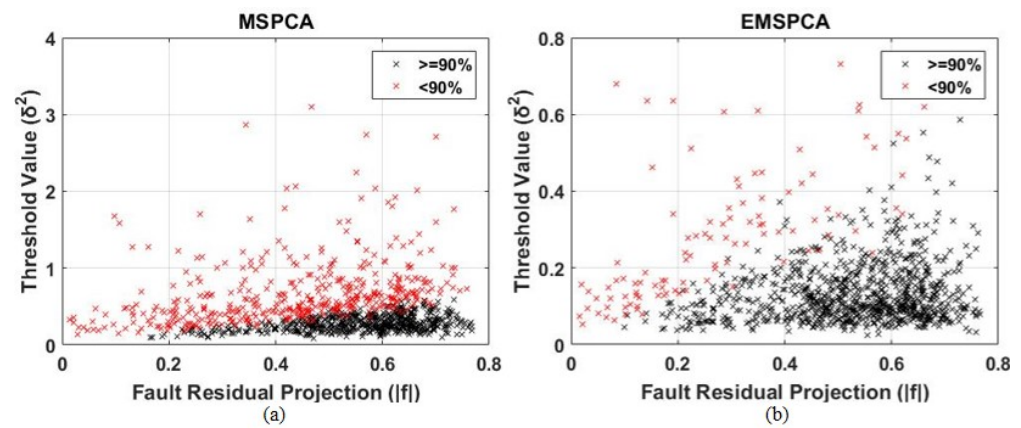 MSPCA
4
3
2
1
0
Threshold Value (δ²)
>=90%
<90%
0 0.2 0.4 0.6 0.8
Fault Residual Projection (|f|)
(a)
EMSPCA
0.8
0.6
0.4
0.2
0
Threshold Value (δ²)
>=90%
<90%
0 0.2 0.4 0.6 0.8
Fault Residual Projection (|f|)
(b)